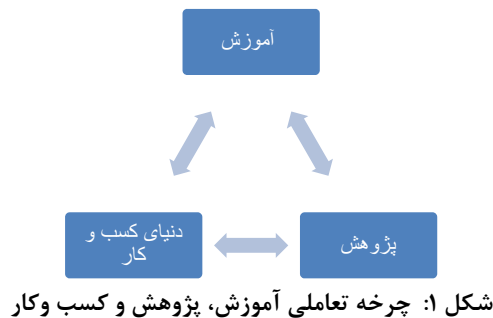 آموزش
دنیای کسب و
کار
پژوهش
شکل ۱: چرخه تعاملی آموزش، پژوهش و کسب وکار